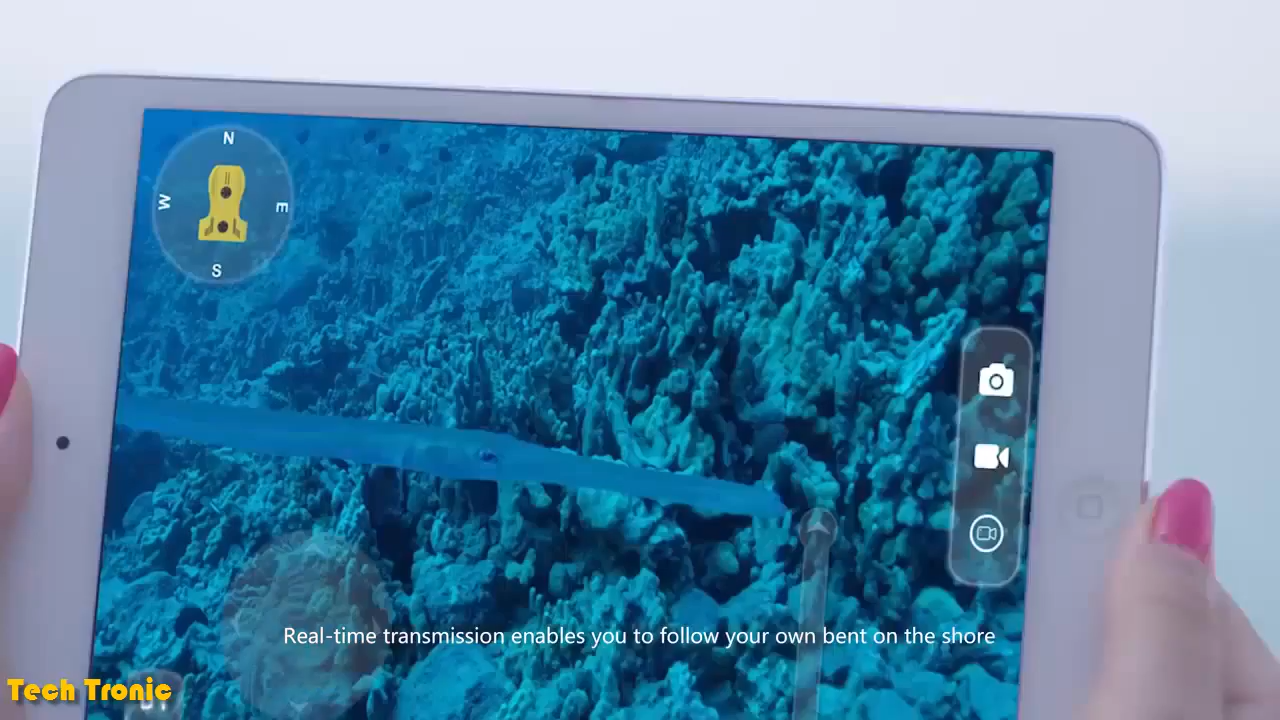 N
W
E
S
Real-time transmission enables you to follow your own bent on the shore
Tech Tronic